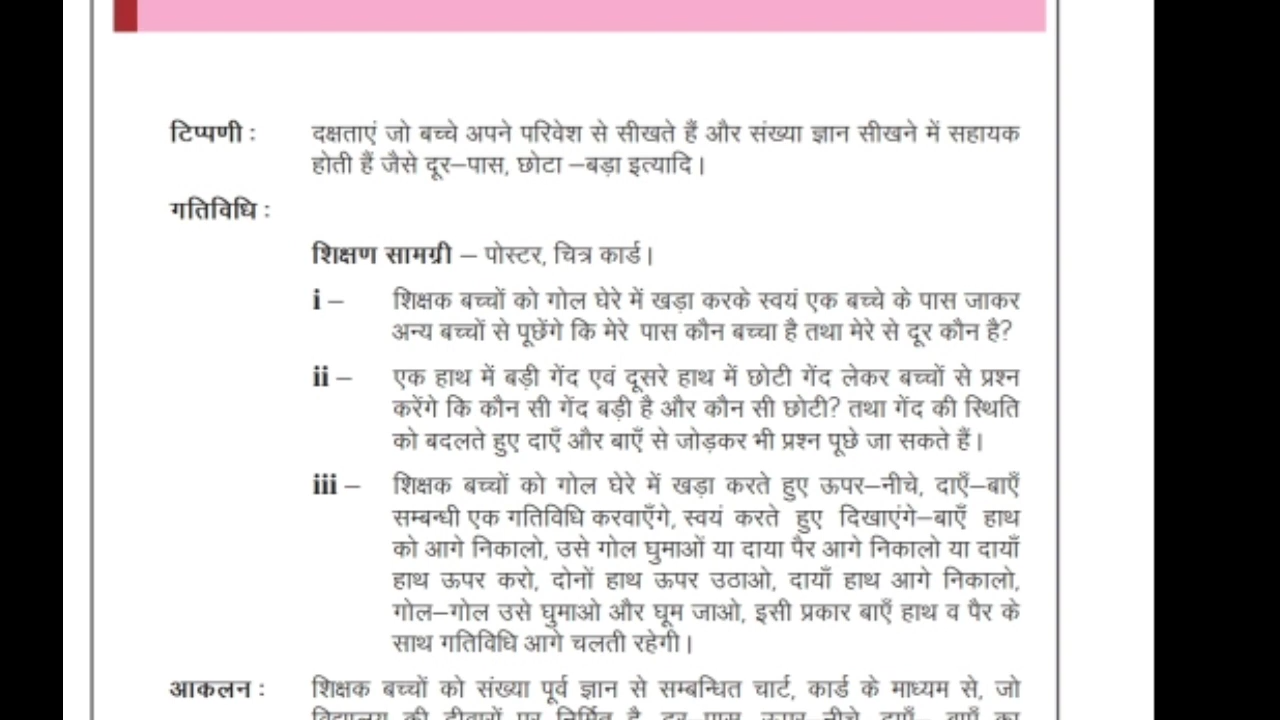 टिप्पणी : दक्षताएं जो बच्चे अपने परिवेश से सीखते हैं और संख्या ज्ञान सीखने में सहायक
होती हैं जैसे दूर–पास, छोटा –बड़ा इत्यादि।
गतिविधि :
शिक्षण सामग्री – पोस्टर, चित्र कार्ड।
i – शिक्षक बच्चों को गोल घेरे में खड़ा करके स्वयं एक बच्चे के पास जाकर
अन्य बच्चों से पूछेंगे कि मेरे पास कौन बच्चा है तथा मेरे से दूर कौन है?
ii – एक हाथ में बड़ी गेंद एवं दूसरे हाथ में छोटी गेंद लेकर बच्चों से प्रश्न
करेंगे कि कौन सी गेंद बड़ी है और कौन सी छोटी? तथा गेंद की स्थिति
को बदलते हुए दाएँ और बाएँ से जोड़कर भी प्रश्न पूछे जा सकते हैं।
iii – शिक्षक बच्चों को गोल घेरे में खड़ा करते हुए ऊपर–नीचे, दाएँ–बाएँ
सम्बन्धी एक गतिविधि करवाएँगे, स्वयं करते हुए दिखाएंगे–बाएँ हाथ
को आगे निकालो, उसे गोल घुमाओं या दाया पैर आगे निकालो या दायाँ
हाथ ऊपर करो, दोनों हाथ ऊपर उठाओ, दायाँ हाथ आगे निकालो,
गोल–गोल उसे घुमाओ और घूम जाओ, इसी प्रकार बाएँ हाथ व पैर के
साथ गतिविधि आगे चलती रहेगी।
आकलन : शिक्षक बच्चों को संख्या पूर्व ज्ञान से सम्बन्धित चार्ट, कार्ड के माध्यम से, जो
विद्यालय की दीवारों पर निर्मित है, दूर–पास, ऊपर–नीचे, दाएँ– बाएँ का